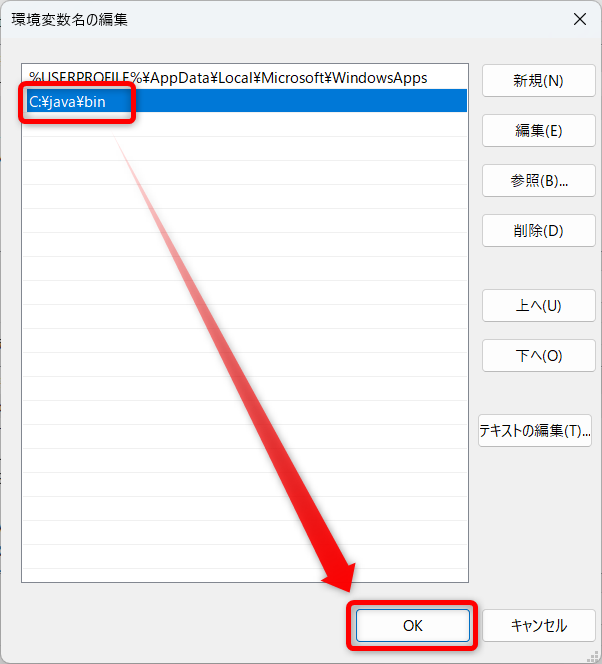 環境変数名の編集
%USERPROFILE%¥AppData¥Local¥Microsoft¥WindowsApps
C:¥java¥bin
新規(N)
編集(E)
参照(B)...
削除(D)
上へ(U)
下へ(O)
テキストの編集(T)...
OK
キャンセル